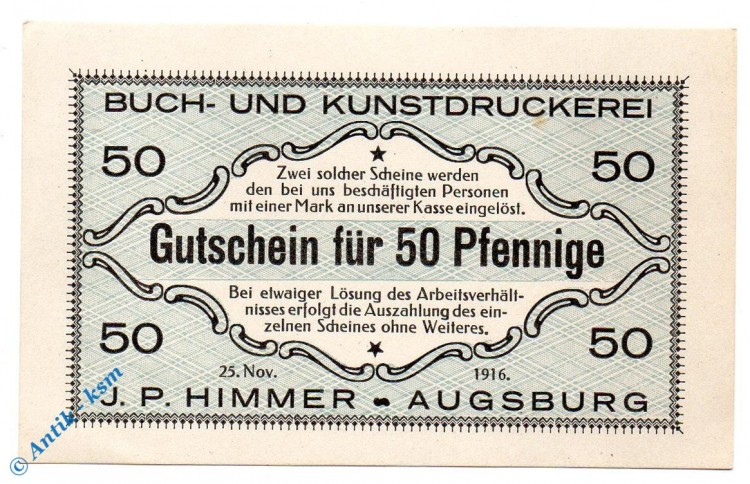 BUCH- UND KUNSTDRUCKEREI
50 50
Zwei solcher Scheine werden
den bei uns beschäftigten Personen
mit einer Mark an unserer Kasse eingelöst.
Gutschein für 50 Pfennige
Bei etwaiger Lösung des Arbeitsverhält-
nisses erfolgt die Auszahlung des ein-
zelnen Scheines ohne Weiteres.
50 50
25. Nov. 1916.
J. P. HIMMER AUGSBURG
© Antik-ksm